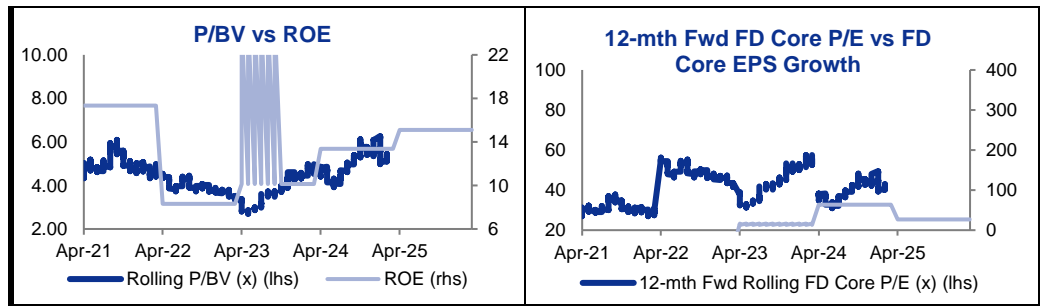 P/BV vs ROE
10.00
8.00
6.00
4.00
2.00
22
18
14
10
6
Apr-21 Apr-22 Apr-23 Apr-24 Apr-25
Rolling P/BV (x) (lhs) ROE (rhs)
12-mth Fwd FD Core P/E vs FD
Core EPS Growth
100
80
60
40
20
400
300
200
100
0
Apr-21 Apr-22 Apr-23 Apr-24 Apr-25
12-mth Fwd Rolling FD Core P/E (x) (lhs)